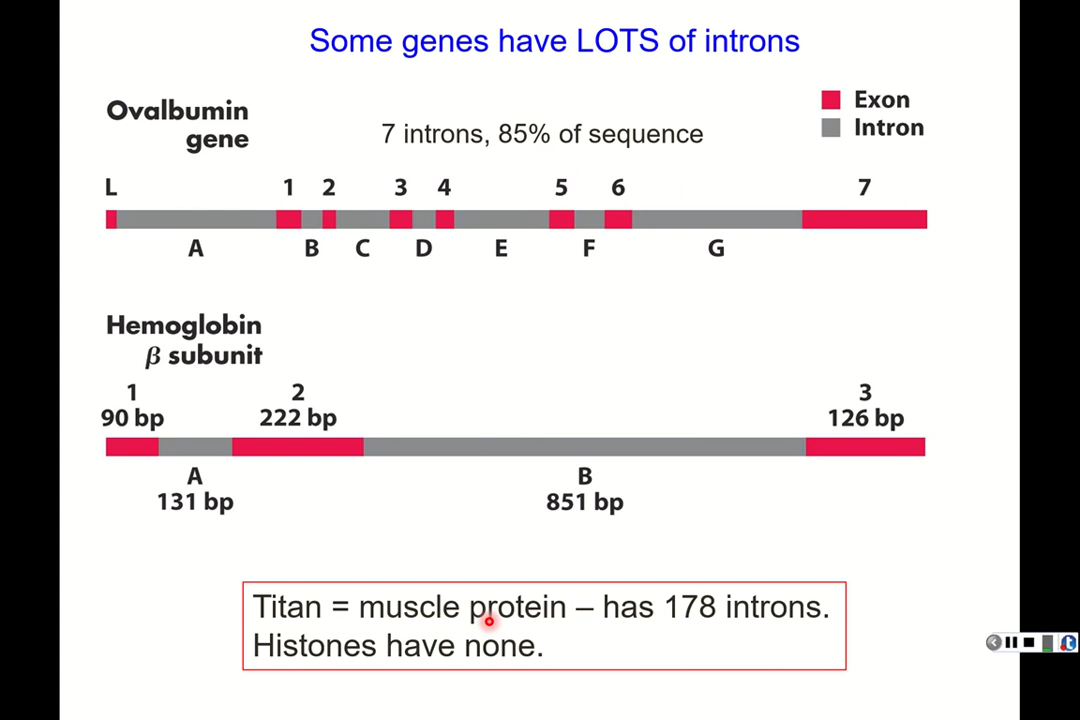 Some genes have LOTS of introns
Ovalbumin
gene
7 introns, 85% of sequence
Exon
Intron
L 1 2 3 4 5 6 7
A B C D E F G
Hemoglobin
β subunit
1 2 3
90 bp 222 bp 126 bp
A B
131 bp 851 bp
Titan = muscle protein – has 178 introns.
Histones have none.